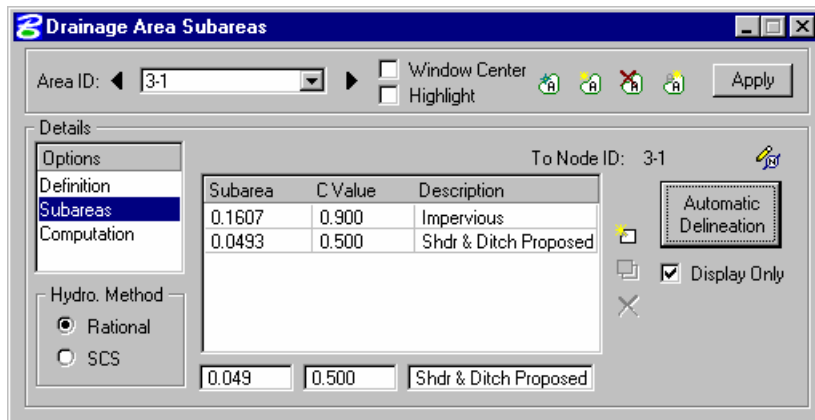 Drainage Area Subareas
Area ID: 3-1 Window Center Apply
Highlight
Details
Options To Node ID: 3-1
Definition Subarea C Value Description Automatic Delineation
Subareas 0.1607 0.900 Impervious
Computation 0.0493 0.500 Shdr & Ditch Proposed
Display Only
Hydro. Method
Rational
SCS
0.049 0.500 Shdr & Ditch Proposed